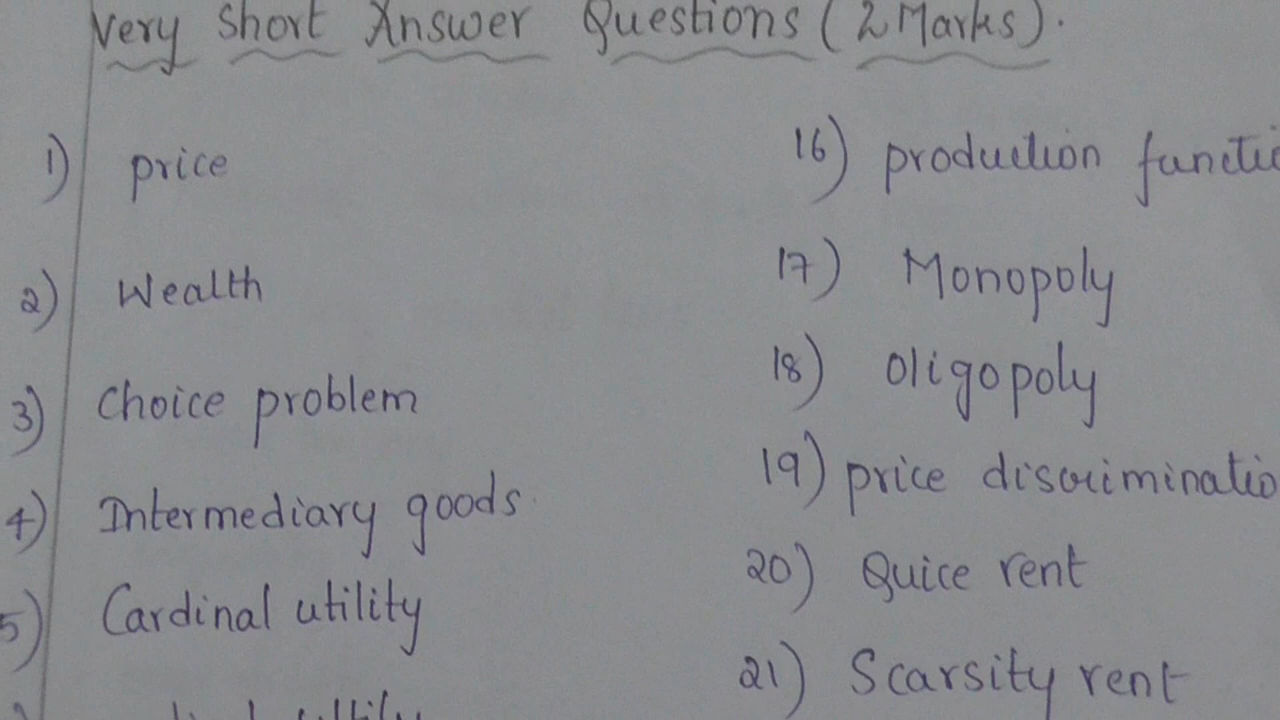 Very Short Answer Questions (2 Marks).
1) price
2) Wealth
3) Choice problem
4) Intermediary goods
5) Cardinal utility
16) production functi
17) Monopoly
18) Oligopoly
19) price discriminatio
20) Quice rent
21) Scarsity rent